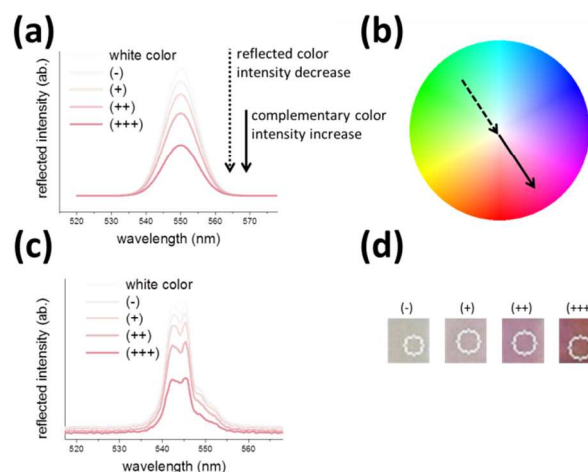 (a)
white color
(-)
(+)
(++)
(+++)
reflected color
intensity decrease
complementary color
intensity increase
reflected intensity (ab.)
520 530 540 550 560 570
wavelength (nm)
(b)
(c)
white color
(-)
(+)
(++)
(+++)
reflected intensity (ab.)
520 530 540 550 560
wavelength (nm)
(d)
(-) (+) (++) (+++